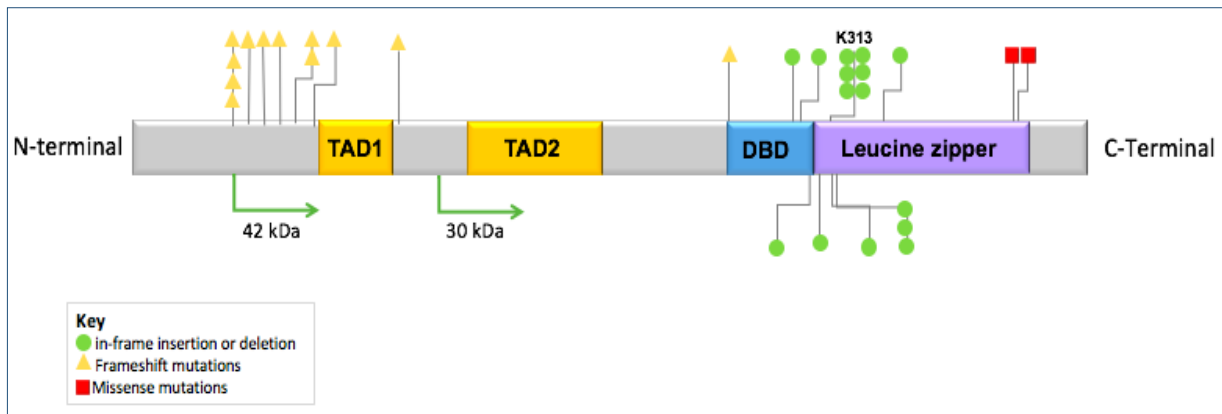 K313
N-terminal
TAD1
TAD2
DBD
Leucine zipper
C-Terminal
42 kDa
30 kDa
Key
in-frame insertion or deletion
Frameshift mutations
Missense mutations